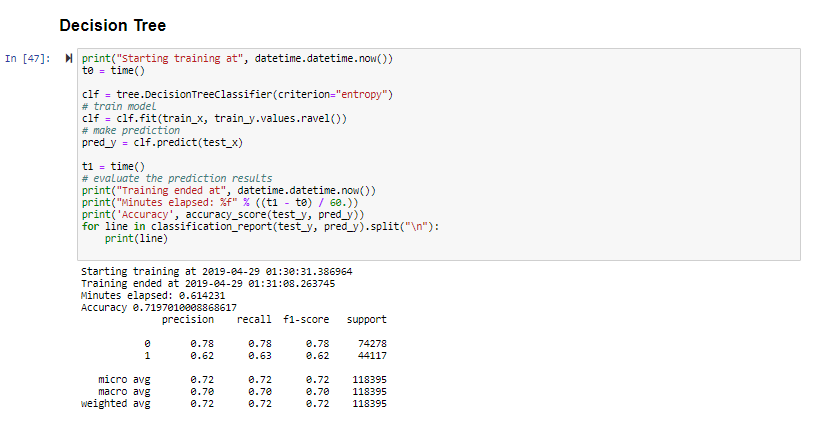 Decision Tree
In [47]:
print("Starting training at", datetime.datetime.now())
t0 = time()
clf = tree.DecisionTreeClassifier(criterion="entropy")
# train model
clf = clf.fit(train_x, train_y.values.ravel())
# make prediction
pred_y = clf.predict(test_x)
t1 = time()
# evaluate the prediction results
print("Training ended at", datetime.datetime.now())
print("Minutes elapsed: %f" % ((t1 - t0) / 60.))
print('Accuracy', accuracy_score(test_y, pred_y))
for line in classification_report(test_y, pred_y).split("\n"):
    print(line)
Starting training at 2019-04-29 01:30:31.386964
Training ended at 2019-04-29 01:31:08.263745
Minutes elapsed: 0.614231
Accuracy 0.7197010008868617
precision recall f1-score support
0 0.78 0.78 0.78 74278
1 0.62 0.63 0.62 44117
micro avg 0.72 0.72 0.72 118395
macro avg 0.70 0.70 0.70 118395
weighted avg 0.72 0.72 0.72 118395